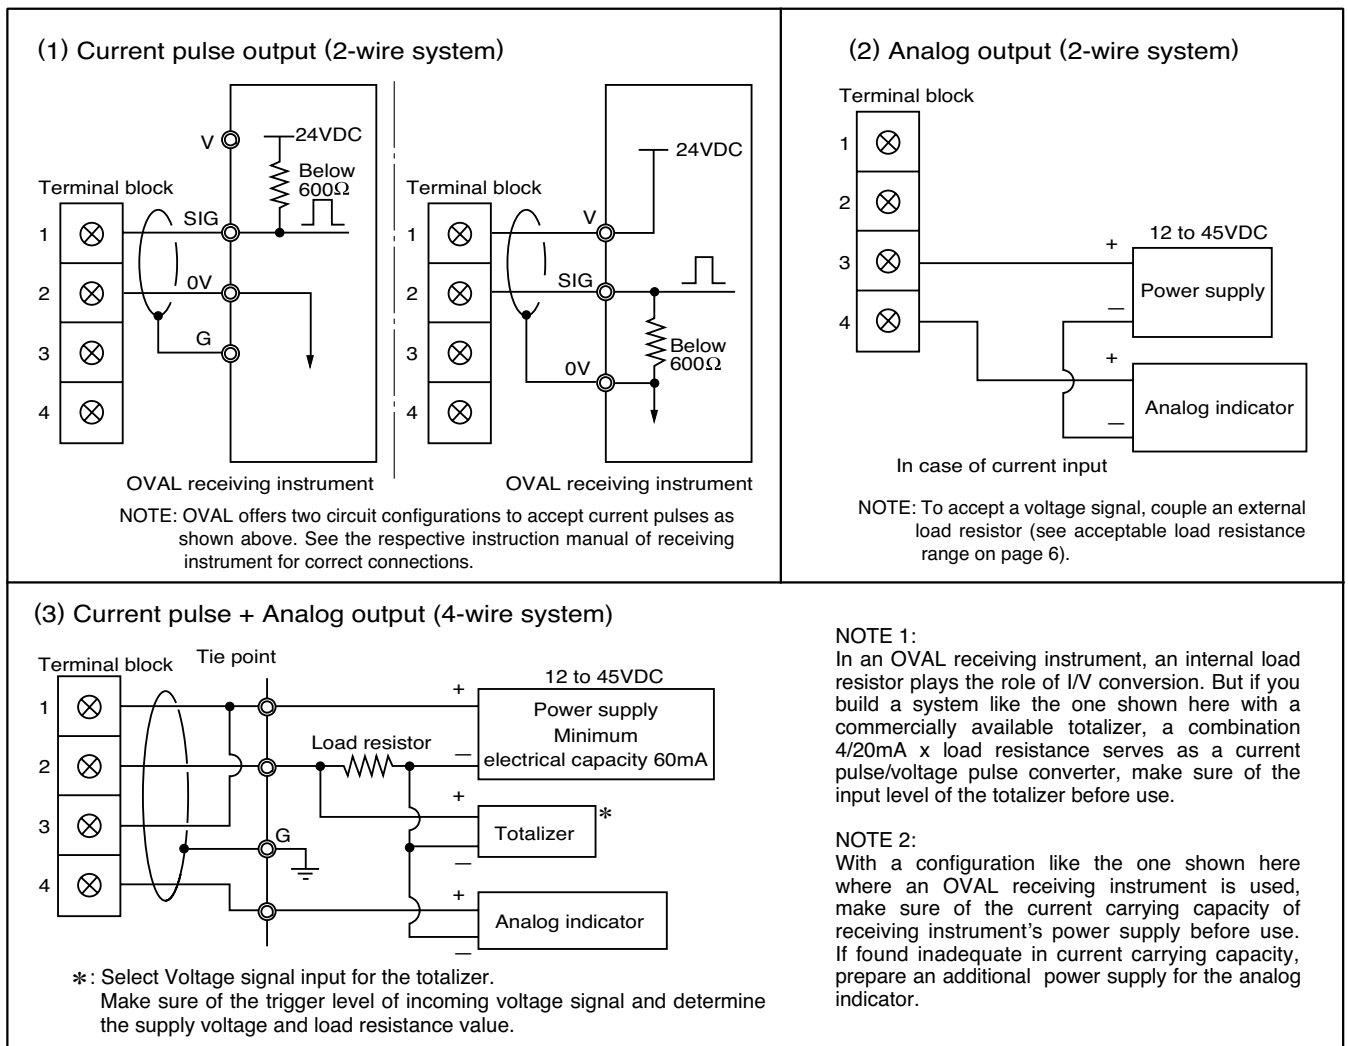 (1) Current pulse output (2-wire system)
V
24VDC
Below
600Ω
Terminal block
SIG
1
0V
2
G
3
4
OVAL receiving instrument
24VDC
Terminal block
V
1
SIG
2
Below
600Ω
3
0V
4
OVAL receiving instrument
NOTE: OVAL offers two circuit configurations to accept current pulses as
shown above. See the respective instruction manual of receiving
instrument for correct connections.
(2) Analog output (2-wire system)
Terminal block
1
2
12 to 45VDC
+
3
Power supply
—
4
+
Analog indicator
—
In case of current input
NOTE: To accept a voltage signal, couple an external
load resistor (see acceptable load resistance
range on page 6).
(3) Current pulse + Analog output (4-wire system)
Terminal block
Tie point
12 to 45VDC
+
1
Power supply
Minimum
electrical capacity 60mA
Load resistor
—
2
+
*
3
Totalizer
G
—
4
+
Analog indicator
—
*: Select Voltage signal input for the totalizer.
Make sure of the trigger level of incoming voltage signal and determine
the supply voltage and load resistance value.
NOTE 1:
In an OVAL receiving instrument, an internal load
resistor plays the role of I/V conversion. But if you
build a system like the one shown here with a
commercially available totalizer, a combination
4/20mA x load resistance serves as a current
pulse/voltage pulse converter, make sure of the
input level of the totalizer before use.
NOTE 2:
With a configuration like the one shown here
where an OVAL receiving instrument is used,
make sure of the current carrying capacity of
receiving instrument's power supply before use.
If found inadequate in current carrying capacity,
prepare an additional power supply for the analog
indicator.